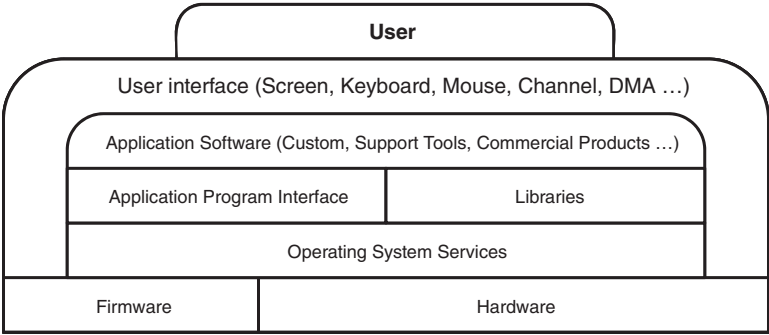 User
User interface (Screen, Keyboard, Mouse, Channel, DMA …)
Application Software (Custom, Support Tools, Commercial Products …)
Application Program Interface
Libraries
Operating System Services
Firmware
Hardware